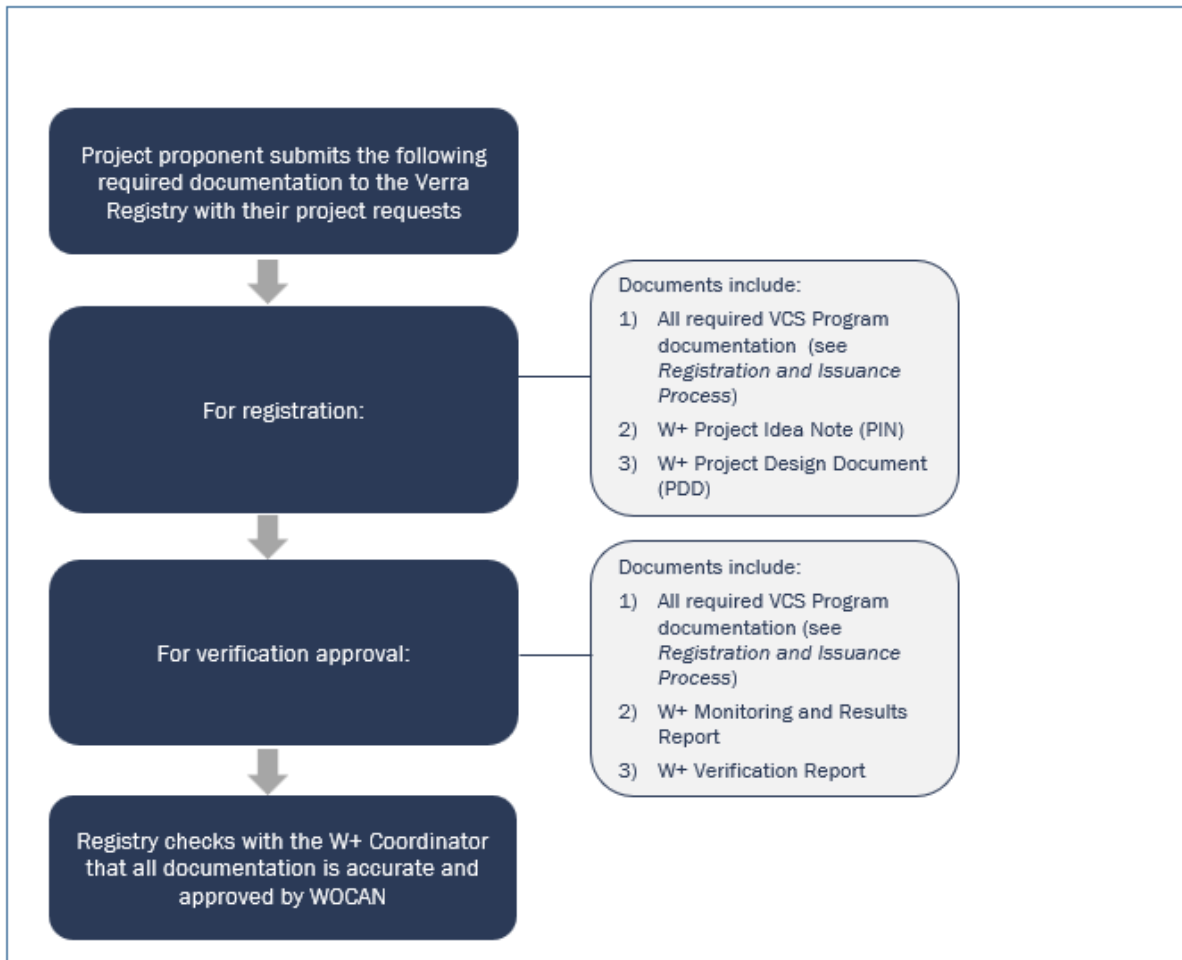 Project proponent submits the following
required documentation to the Verra
Registry with their project requests
For registration:
Documents include:
1) All required VCS Program
documentation (see
Registration and Issuance
Process)
2) W+ Project Idea Note (PIN)
3) W+ Project Design Document
(PDD)
For verification approval:
Documents include:
1) All required VCS Program
documentation (see
Registration and Issuance
Process)
2) W+ Monitoring and Results
Report
3) W+ Verification Report
Registry checks with the W+ Coordinator
that all documentation is accurate and
approved by WOCAN